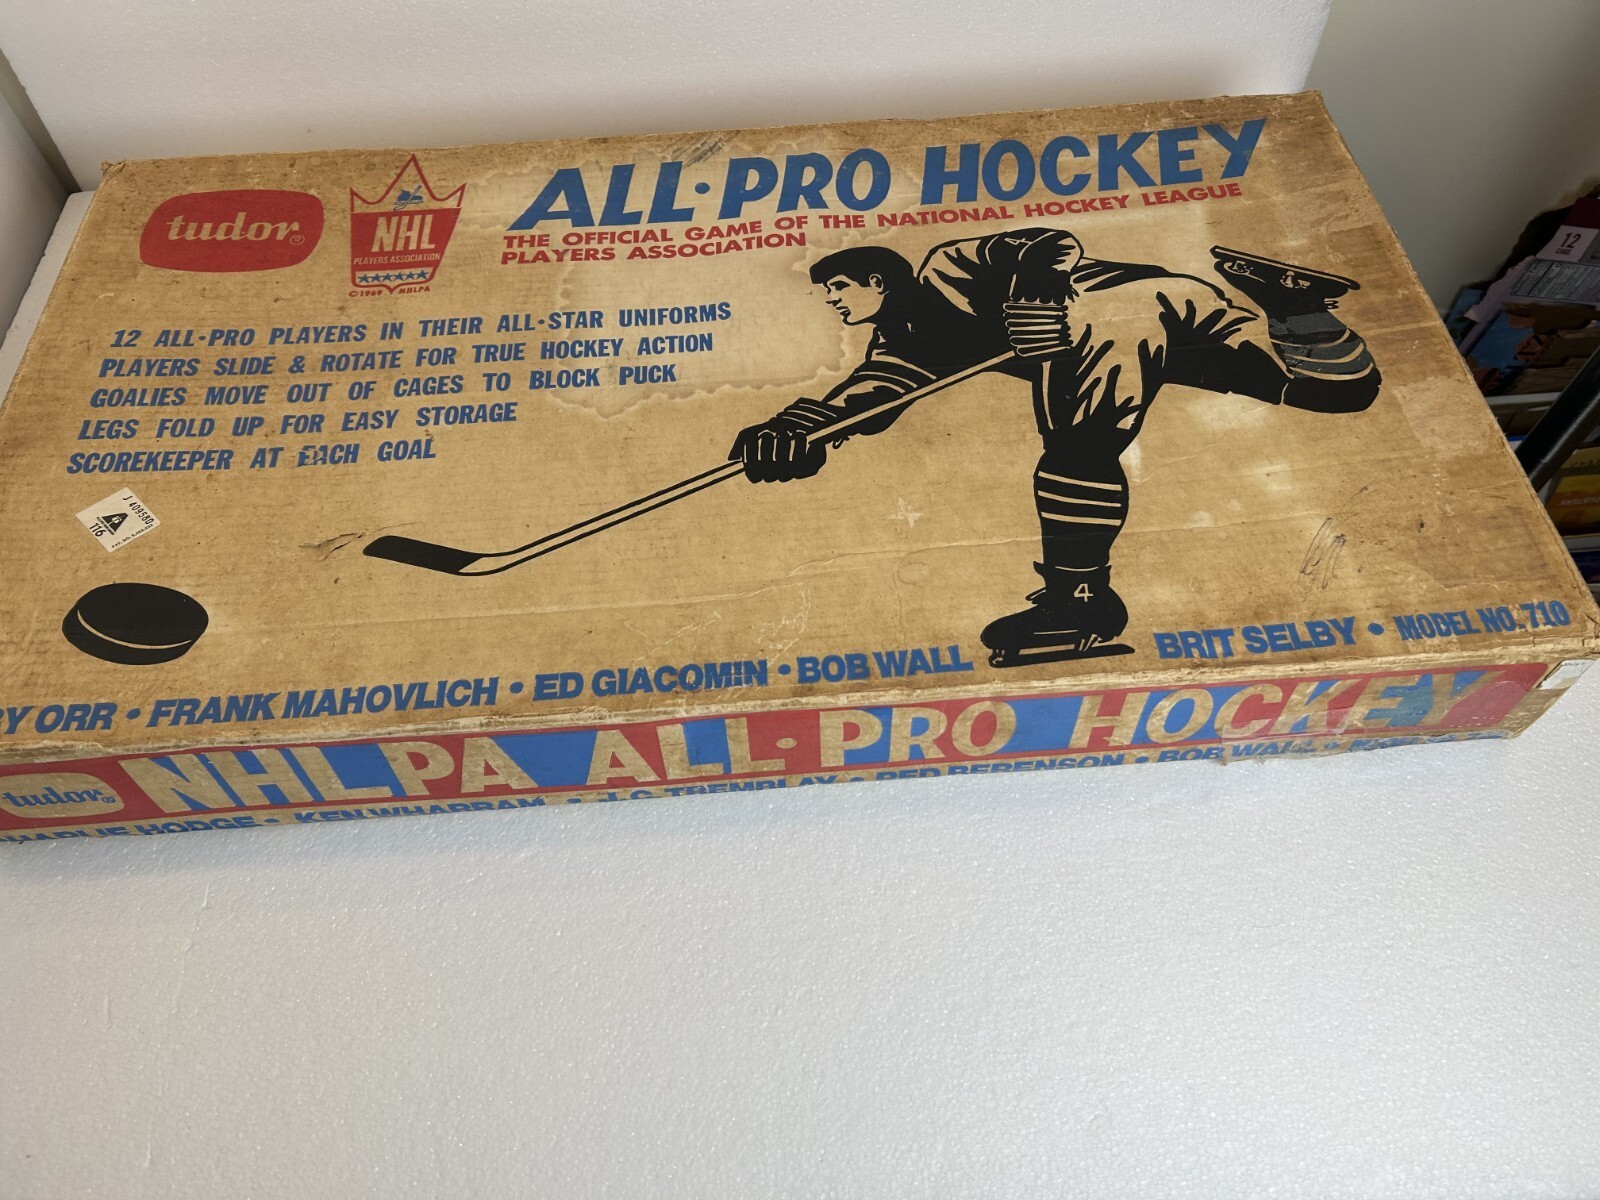 tudor®
NHL
PLAYERS ASSOCIATION
©1969 NHLPA
ALL·PRO HOCKEY
THE OFFICIAL GAME OF THE NATIONAL HOCKEY LEAGUE
PLAYERS ASSOCIATION
12 ALL·PRO PLAYERS IN THEIR ALL·STAR UNIFORMS
PLAYERS SLIDE & ROTATE FOR TRUE HOCKEY ACTION
GOALIES MOVE OUT OF CAGES TO BLOCK PUCK
LEGS FOLD UP FOR EASY STORAGE
SCOREKEEPER AT EACH GOAL
J 409580
116
4
4
BY ORR • FRANK MAHOVLICH • ED GIACOMIN • BOB WALL BRIT SELBY • MODEL NO. 710
tudor® NHLPA ALL·PRO HOCKEY
CHARLIE HODGE • KEN WHARRAM • J.C. TREMBLAY • RED BERENSON • BOB WALL •
12